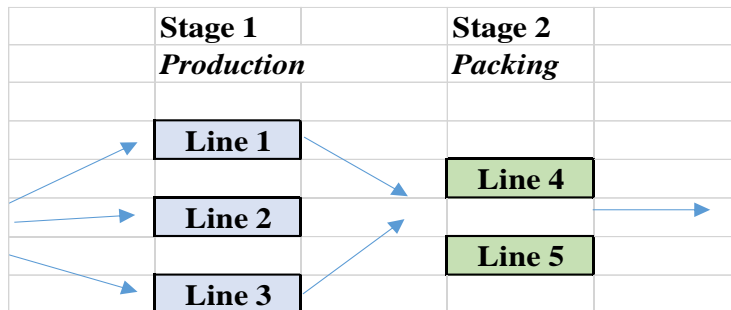 Stage 1 Stage 2
Production Packing
Line 1
Line 4
Line 2
Line 5
Line 3